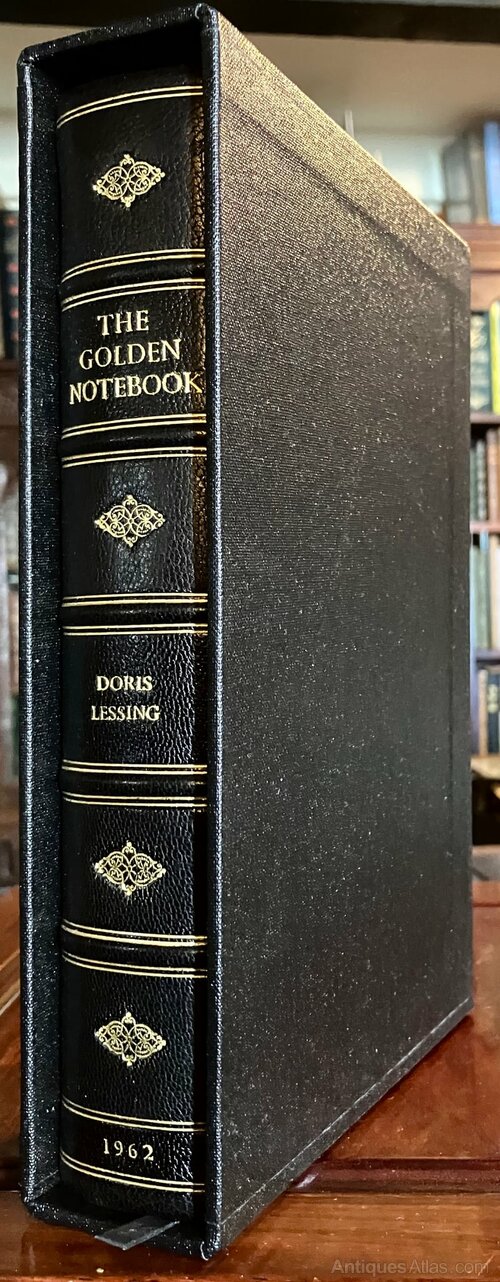 THE
GOLDEN
NOTEBOOK
DORIS
LESSING
1962
AntiquesAtlas.com